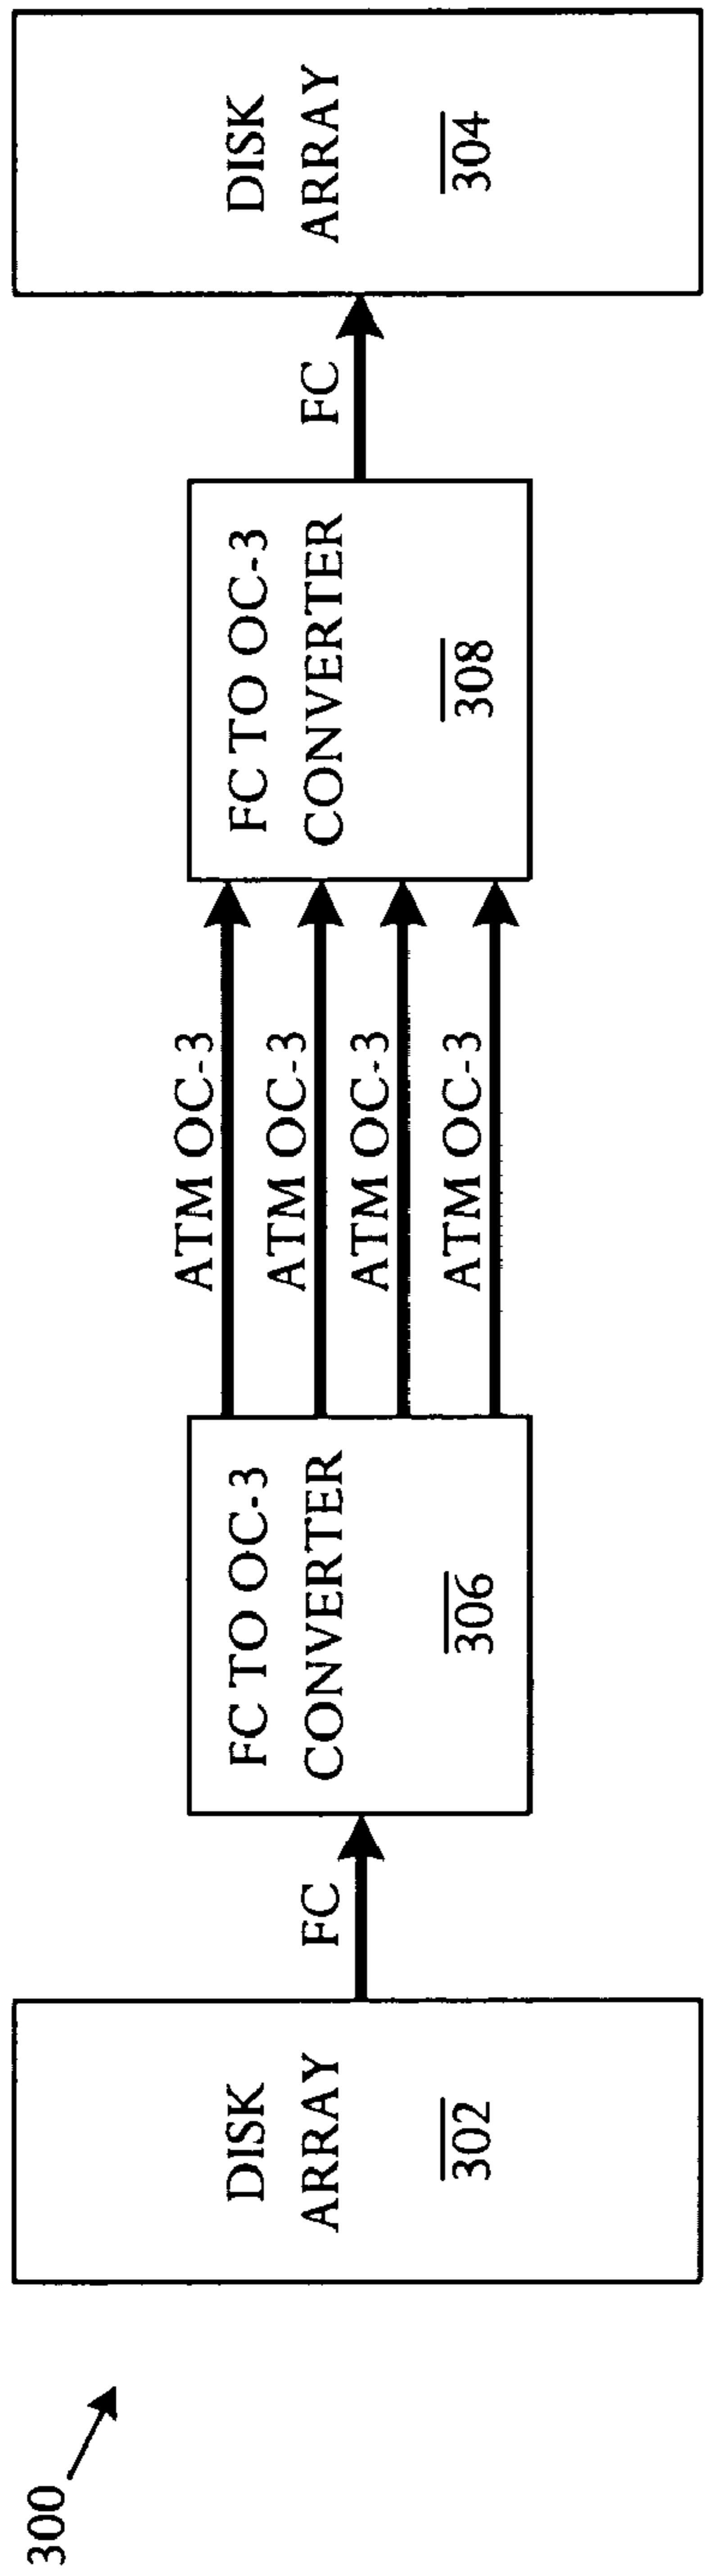 300
DISK
ARRAY
302
FC
FC TO OC-3
CONVERTER
306
ATM OC-3
ATM OC-3
ATM OC-3
ATM OC-3
FC TO OC-3
CONVERTER
308
FC
DISK
ARRAY
304